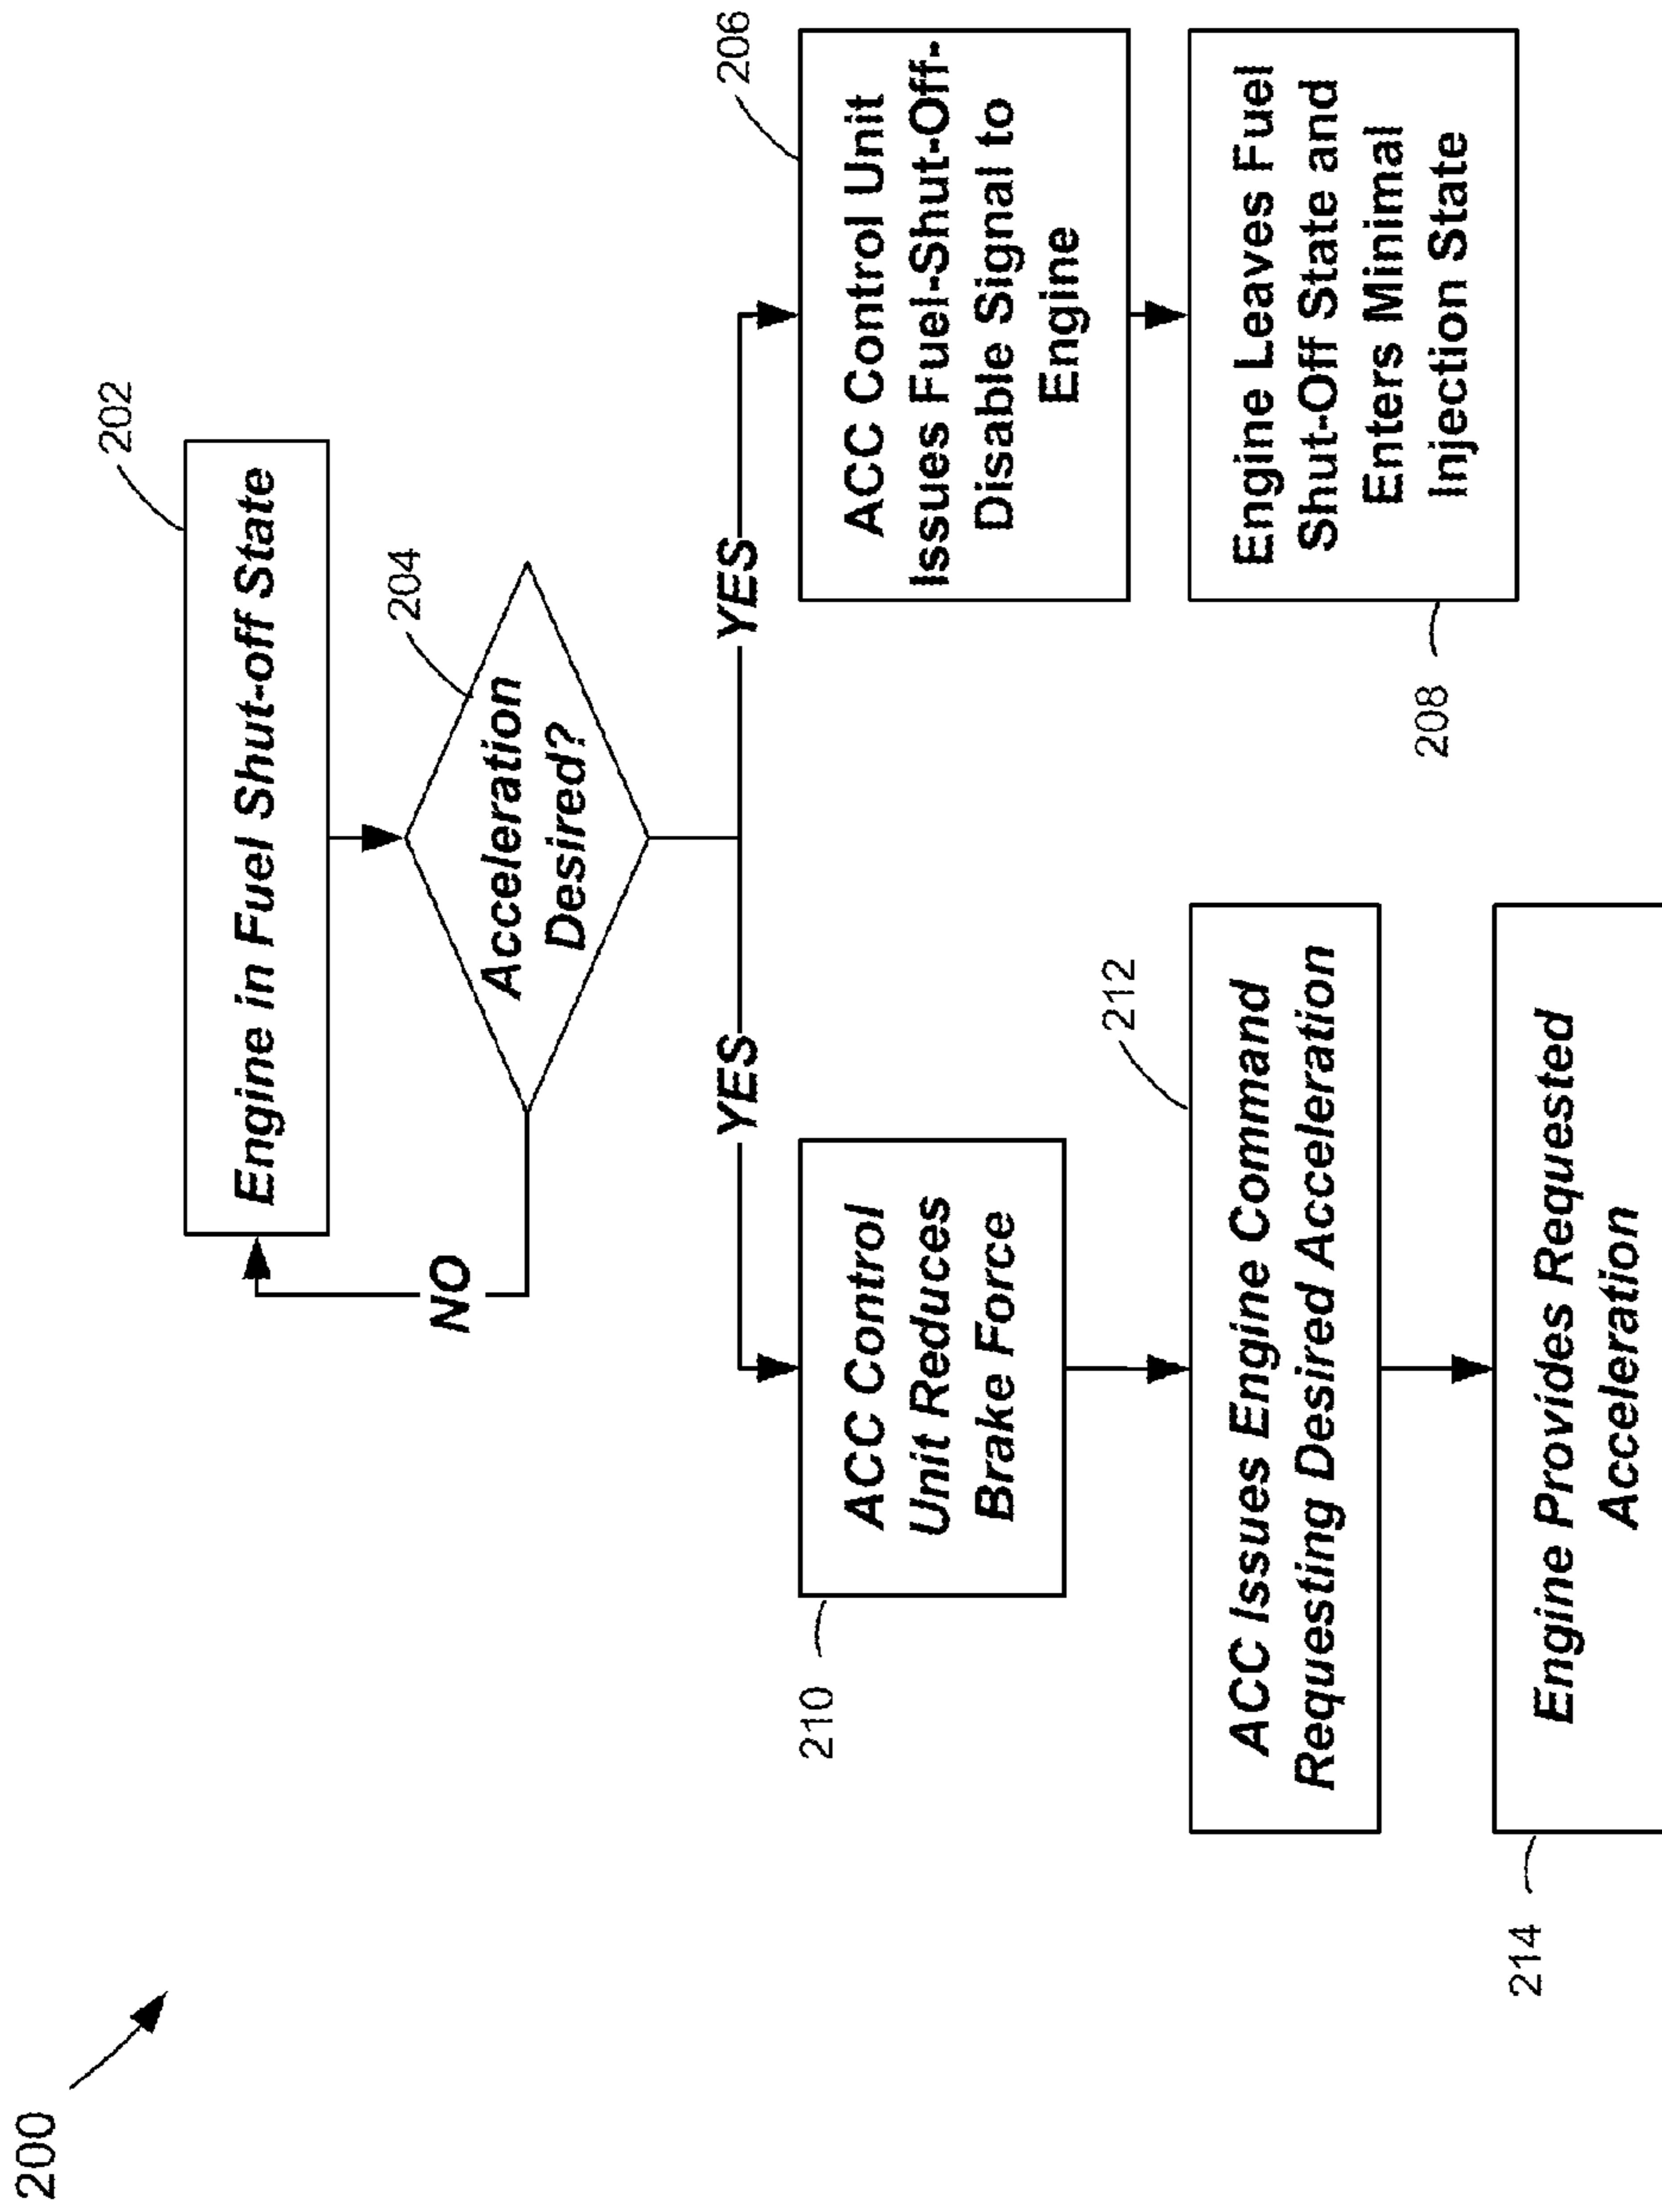 200
202
Engine in Fuel Shut-off State
204
Acceleration
Desired?
NO
YES
YES
206
ACC Control Unit
Issues Fuel-Shut-Off-
Disable Signal to
Engine
210
ACC Control
Unit Reduces
Brake Force
208
Engine Leaves Fuel
Shut-Off State and
Enters Minimal
Injection State
212
ACC Issues Engine Command
Requesting Desired Acceleration
214
Engine Provides Requested
Acceleration